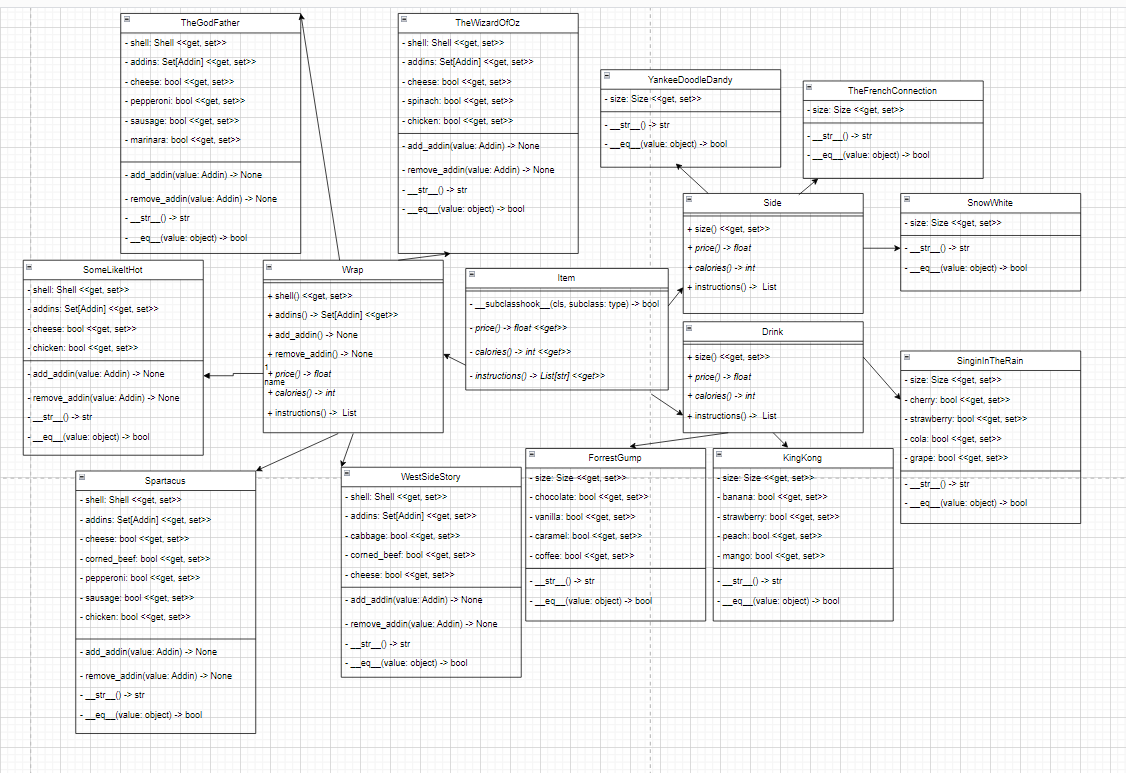 TheGodFather
- shell: Shell <<get, set>>
- addins: Set[Addin] <<get, set>>
- cheese: bool <<get, set>>
- pepperoni: bool <<get, set>>
- sausage: bool <<get, set>>
- marinara: bool <<get, set>>
- add_addin(value: Addin) -> None
- remove_addin(value: Addin) -> None
- __str__() -> str
- __eq__(value: object) -> bool
TheWizardOfOz
- shell: Shell <<get, set>>
- addins: Set[Addin] <<get, set>>
- cheese: bool <<get, set>>
- spinach: bool <<get, set>>
- chicken: bool <<get, set>>
- add_addin(value: Addin) -> None
- remove_addin(value: Addin) -> None
- __str__() -> str
- __eq__(value: object) -> bool
YankeeDoodleDandy
- size: Size <<get, set>>
- __str__() -> str
- __eq__(value: object) -> bool
TheFrenchConnection
- size: Size <<get, set>>
- __str__() -> str
- __eq__(value: object) -> bool
Side
+ size() <<get, set>>
+ price() -> float
+ calories() -> int
+ instructions() -> List
SnowWhite
- size: Size <<get, set>>
- __str__() -> str
- __eq__(value: object) -> bool
SomeLikeItHot
- shell: Shell <<get, set>>
- addins: Set[Addin] <<get, set>>
- cheese: bool <<get, set>>
- chicken: bool <<get, set>>
- add_addin(value: Addin) -> None
- remove_addin(value: Addin) -> None
- __str__() -> str
- __eq__(value: object) -> bool
Wrap
+ shell() <<get, set>>
+ addins() -> Set[Addin] <<get>>
+ add_addin() -> None
+ remove_addin() -> None
1
+ price() -> float
name
+ calories() -> int
+ instructions() -> List
Item
- __subclasshook__(cls, subclass: type) -> bool
- price() -> float <<get>>
- calories() -> int <<get>>
- instructions() -> List[str] <<get>>
Drink
+ size() <<get, set>>
+ price() -> float
+ calories() -> int
+ instructions() -> List
SinginInTheRain
- size: Size <<get, set>>
- cherry: bool <<get, set>>
- strawberry: bool <<get, set>>
- cola: bool <<get, set>>
- grape: bool <<get, set>>
- __str__() -> str
- __eq__(value: object) -> bool
Spartacus
- shell: Shell <<get, set>>
- addins: Set[Addin] <<get, set>>
- cheese: bool <<get, set>>
- corned_beef: bool <<get, set>>
- pepperoni: bool <<get, set>>
- sausage: bool <<get, set>>
- chicken: bool <<get, set>>
- add_addin(value: Addin) -> None
- remove_addin(value: Addin) -> None
- __str__() -> str
- __eq__(value: object) -> bool
WestSideStory
- shell: Shell <<get, set>>
- addins: Set[Addin] <<get, set>>
- cabbage: bool <<get, set>>
- corned_beef: bool <<get, set>>
- cheese: bool <<get, set>>
- add_addin(value: Addin) -> None
- remove_addin(value: Addin) -> None
- __str__() -> str
- __eq__(value: object) -> bool
ForrestGump
- size: Size <<get, set>>
- chocolate: bool <<get, set>>
- vanilla: bool <<get, set>>
- caramel: bool <<get, set>>
- coffee: bool <<get, set>>
- __str__() -> str
- __eq__(value: object) -> bool
KingKong
- size: Size <<get, set>>
- banana: bool <<get, set>>
- strawberry: bool <<get, set>>
- peach: bool <<get, set>>
- mango: bool <<get, set>>
- __str__() -> str
- __eq__(value: object) -> bool